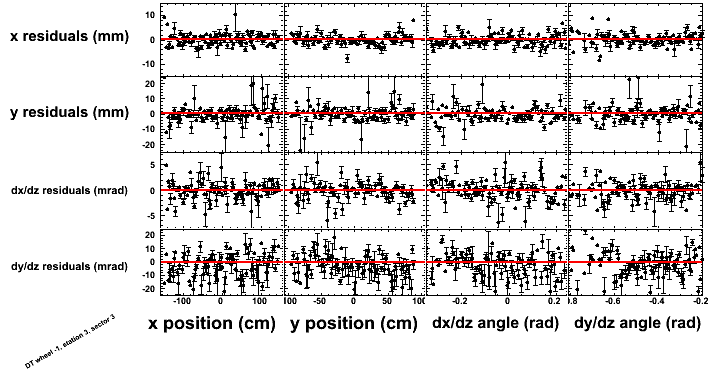 x residuals (mm)
10
0
-10
y residuals (mm)
20
10
0
-10
-20
dx/dz residuals (mrad)
5
0
-5
dy/dz residuals (mrad)
20
10
0
-10
-20
-100 0 100
-50 0 50
-0.2 0 0.2
-0.6 -0.4 -0.2
x position (cm) y position (cm) dx/dz angle (rad) dy/dz angle (rad)
DT wheel -1, station 3, sector 3